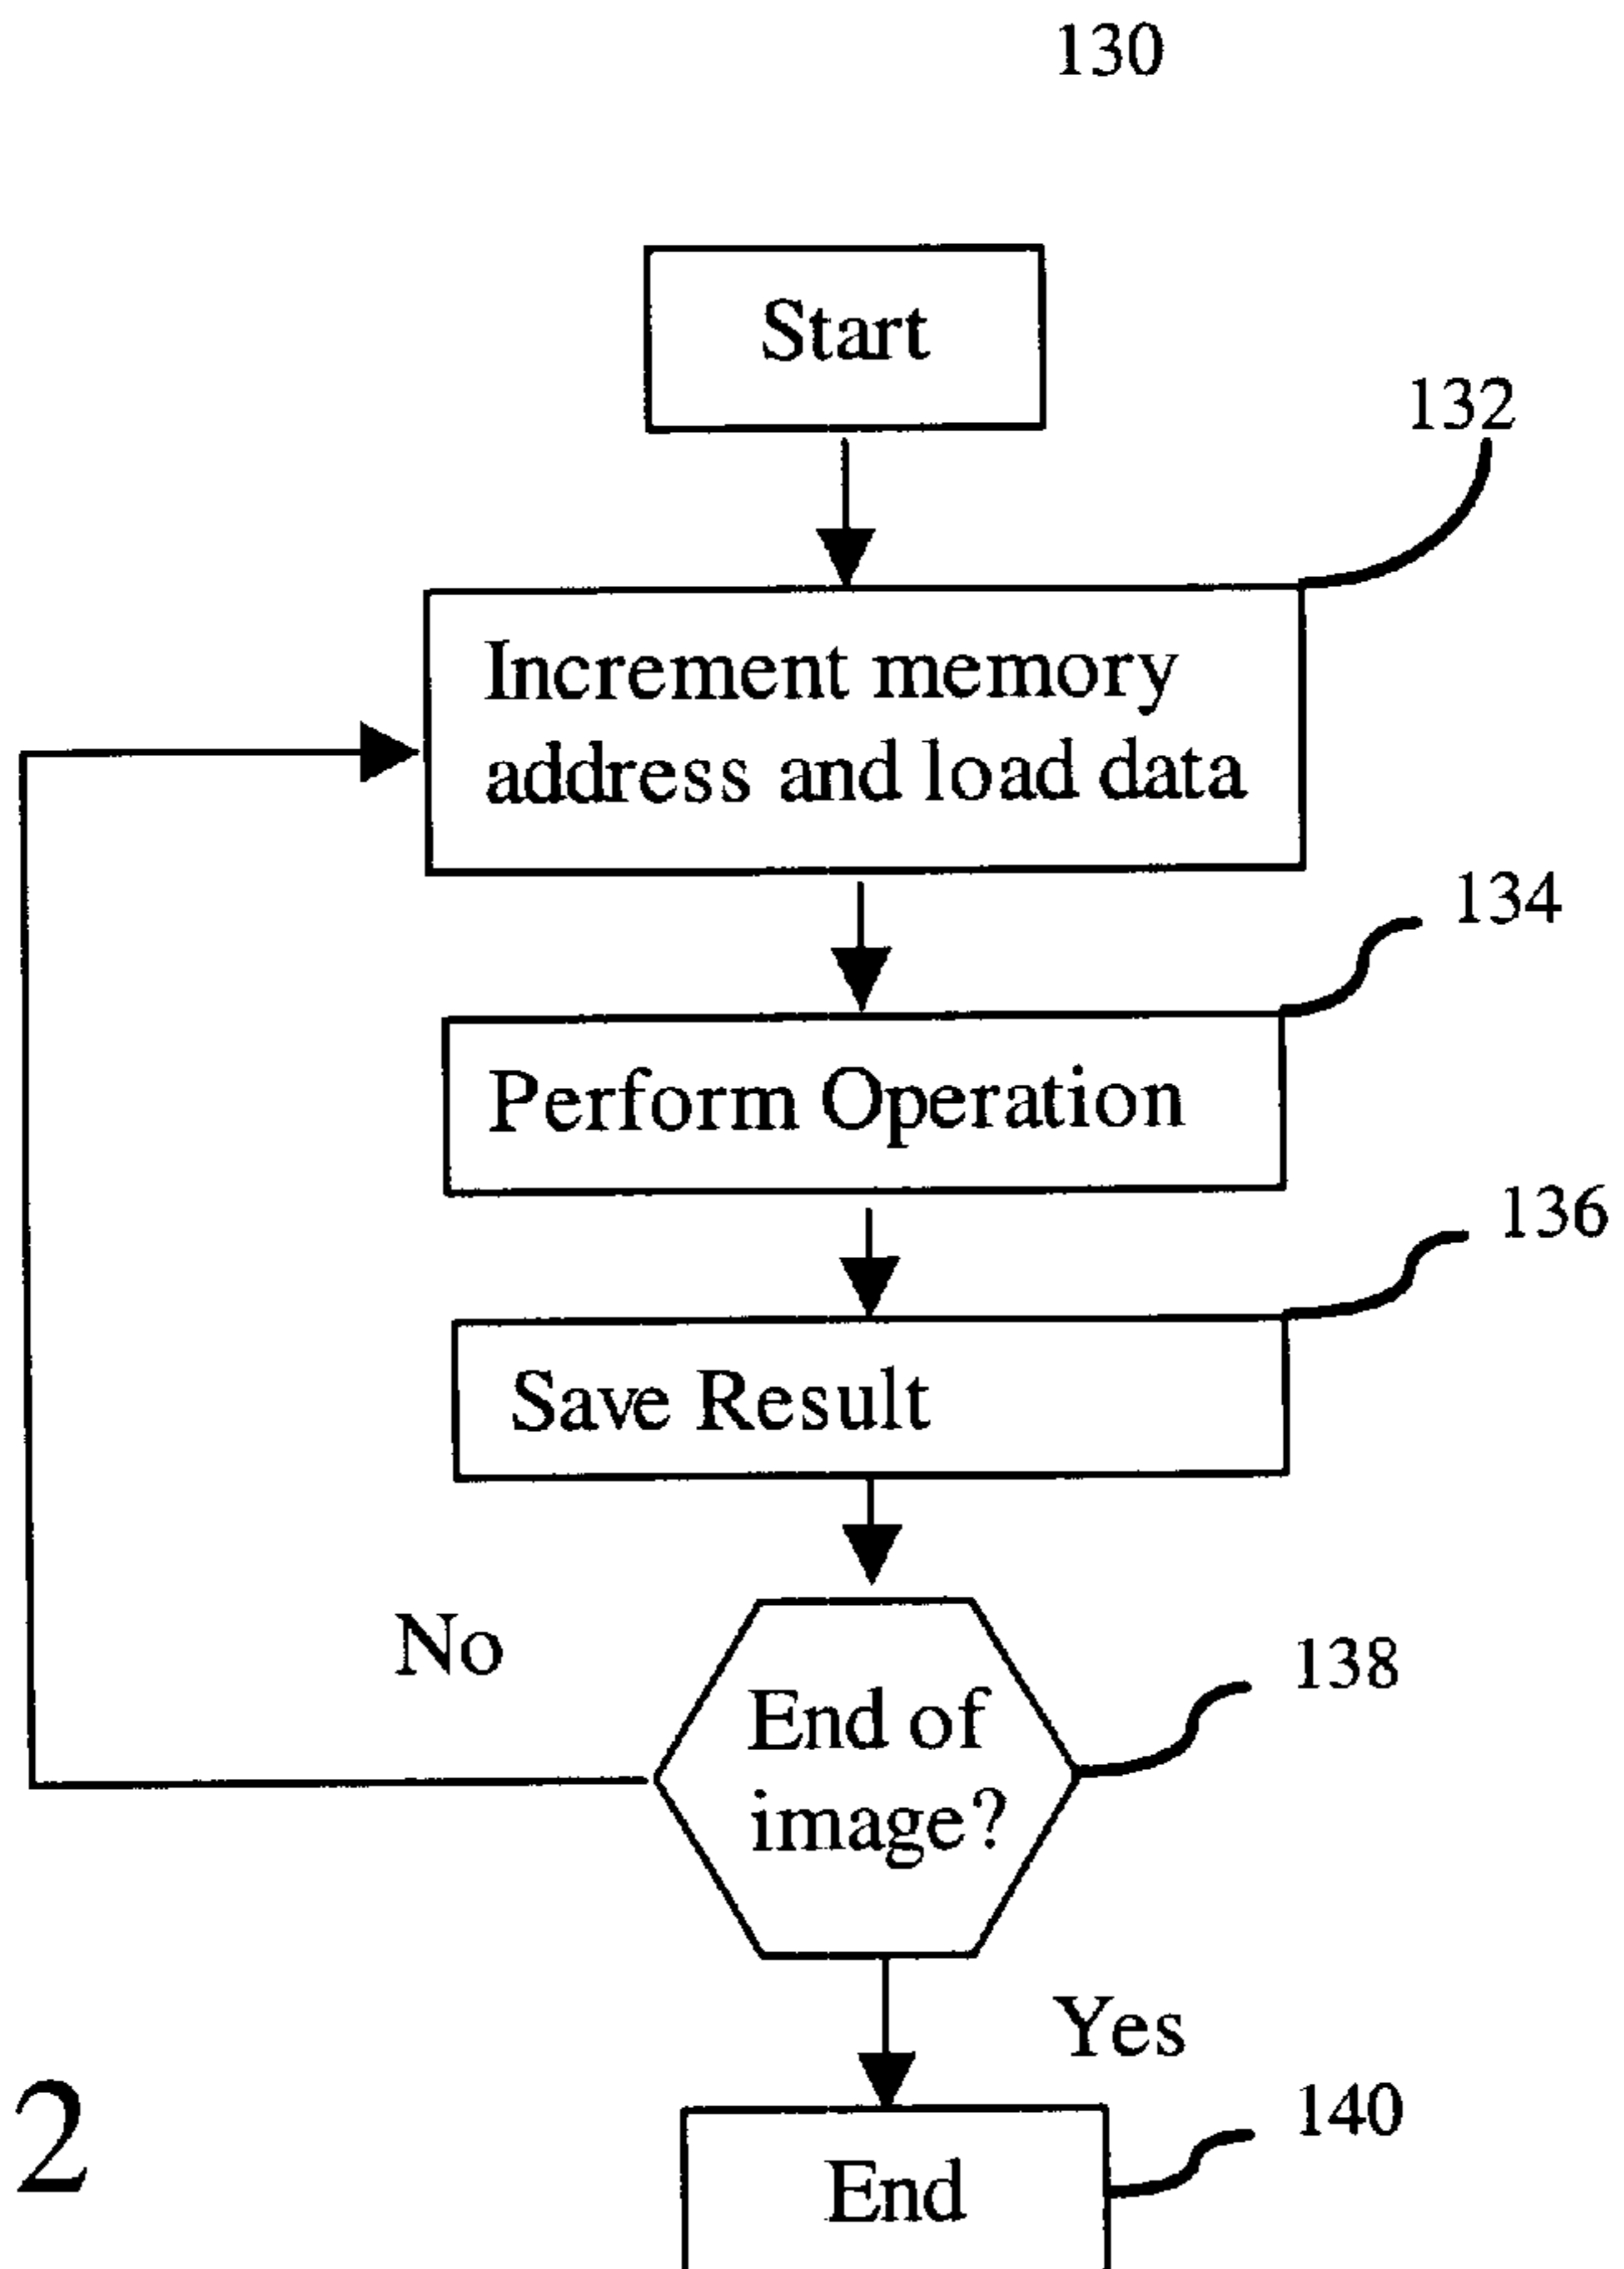 130
Start
132
Increment memory
address and load data
134
Perform Operation
136
Save Result
No
138
End of
image?
Yes
140
End
2